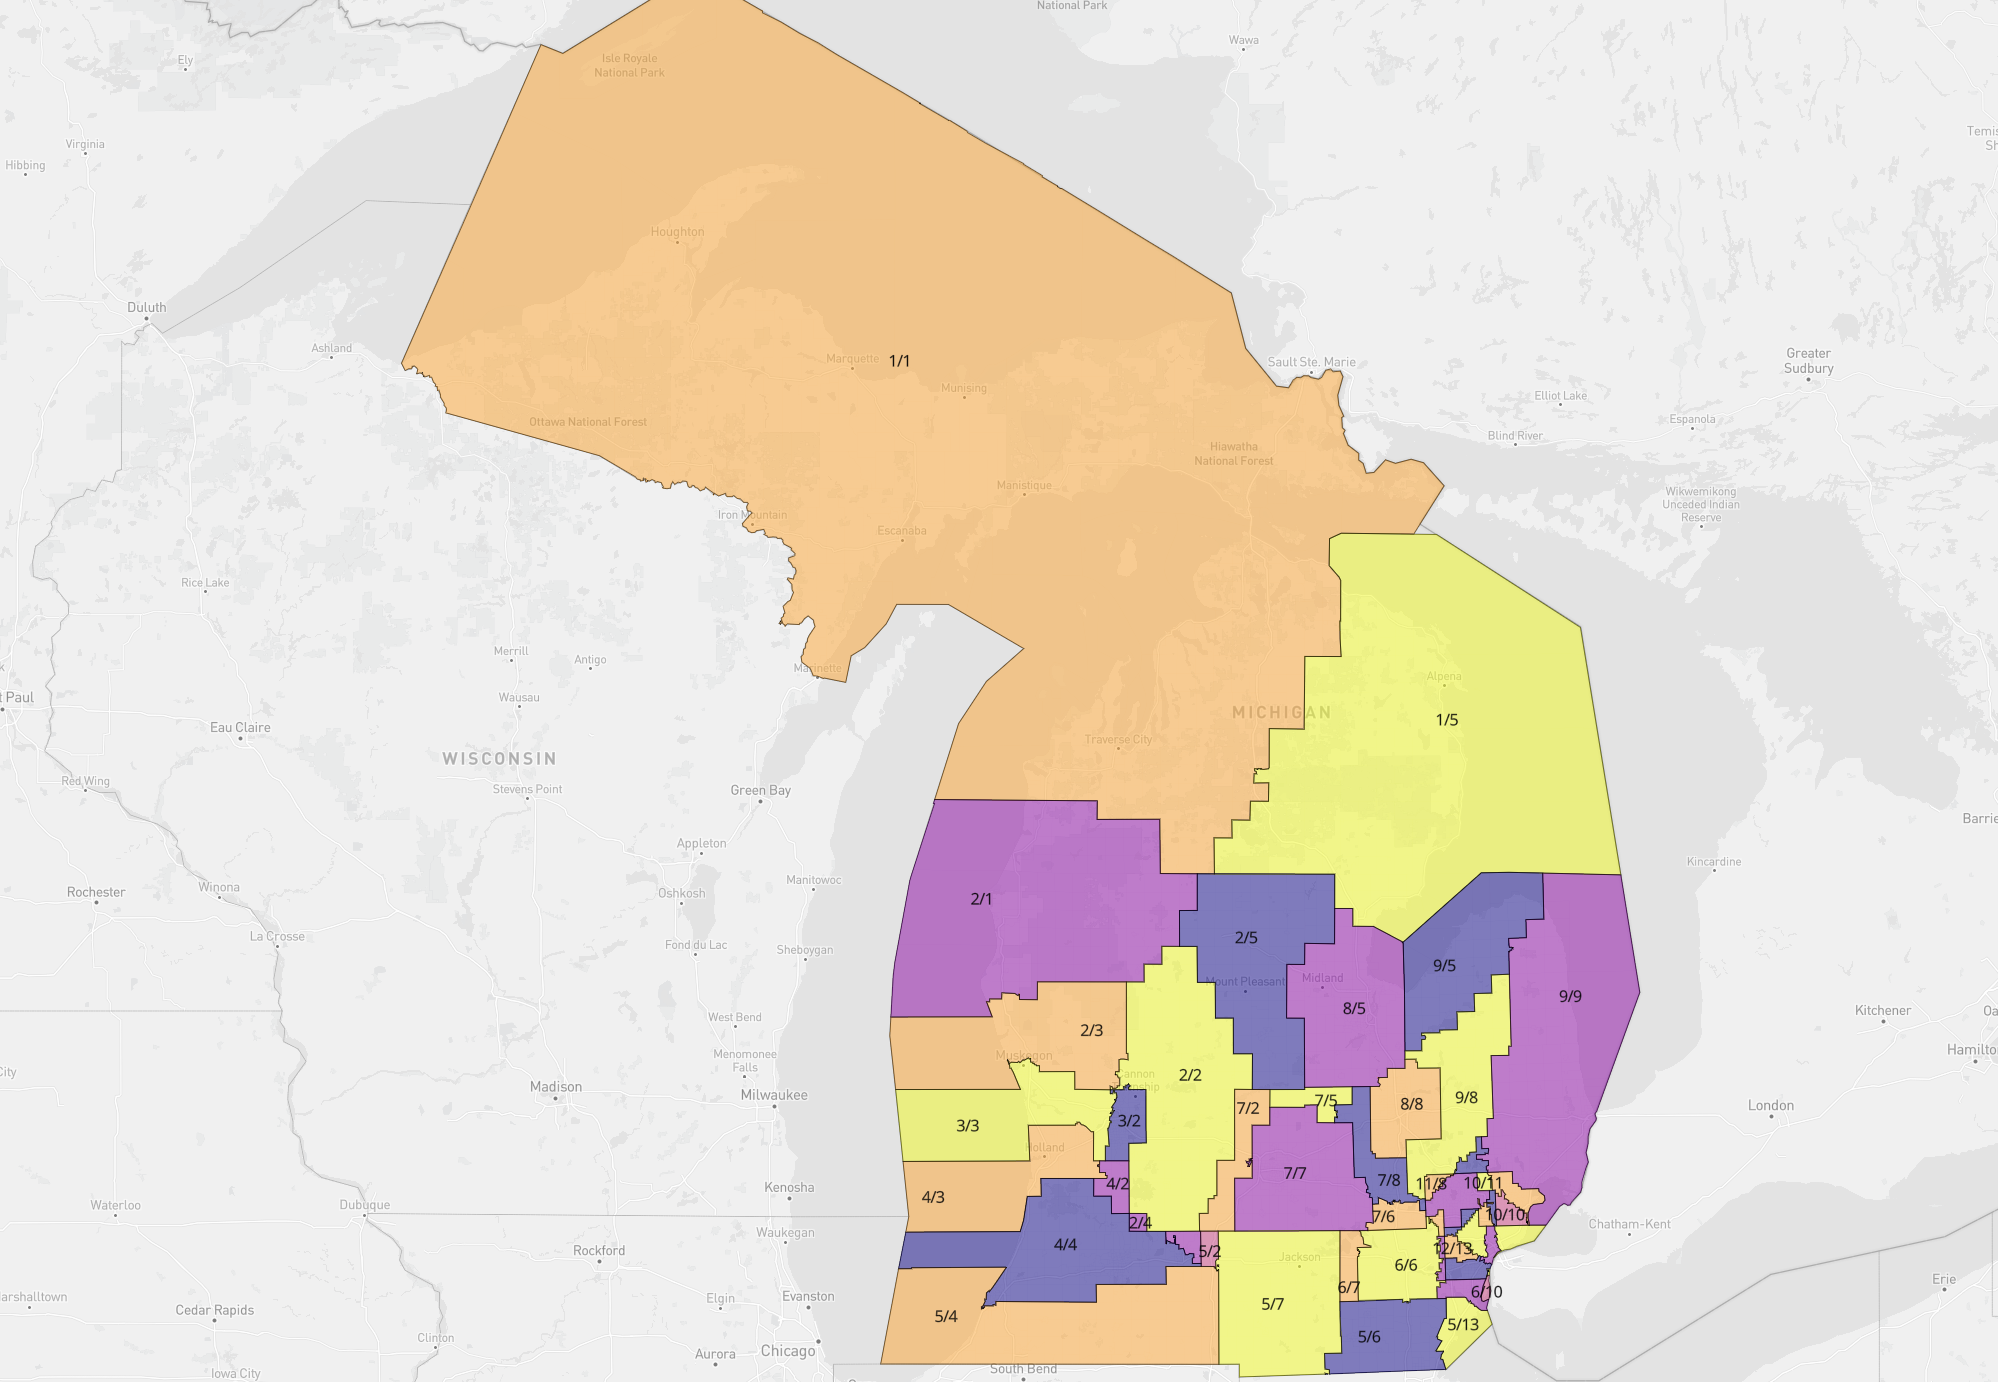 National Park
Wawa
Ely
Isle Royale
National Park
Virginia
Hibbing
Temis
Sh
Houghton
Duluth
Ashland
Marquette
1/1
Munising
Sault Ste. Marie
Greater
Sudbury
Elliot Lake
Espanola
Blind River
Ottawa National Forest
Hiawatha
National Forest
Manistique
Wikwemikong
Unceded Indian
Reserve
Iron Mountain
Escanaba
Rice Lake
Merrill
Antigo
Marinette
Alpena
t Paul
Wausau
MICHIGAN
1/5
Eau Claire
Traverse City
WISCONSIN
Red Wing
Stevens Point
Green Bay
Barrie
Appleton
Kincardine
Rochester
Winona
Oshkosh
Manitowoc
2/1
La Crosse
Fond du Lac
Sheboygan
2/5
9/5
Mount Pleasant
Midland
8/5
9/9
Kitchener
Oa
West Bend
2/3
Hamilto
Menomonee
Falls
Muskegon
City
Cannon
Township
2/2
Madison
Milwaukee
7/5
7/2
8/8
9/8
London
3/3
3/2
Holland
7/7
Kenosha
4/3
4/2
7/8
11/8
10/11
Waterloo
Dubuque
2/4
7/6
10/10
Chatham-Kent
Waukegan
Rockford
4/4
5/2
Jackson
12/13
6/6
Erie
arshalltown
Cedar Rapids
Elgin
Evanston
5/4
5/7
6/7
6/10
5/13
5/6
Clinton
Aurora
Chicago
Iowa City
South Bend